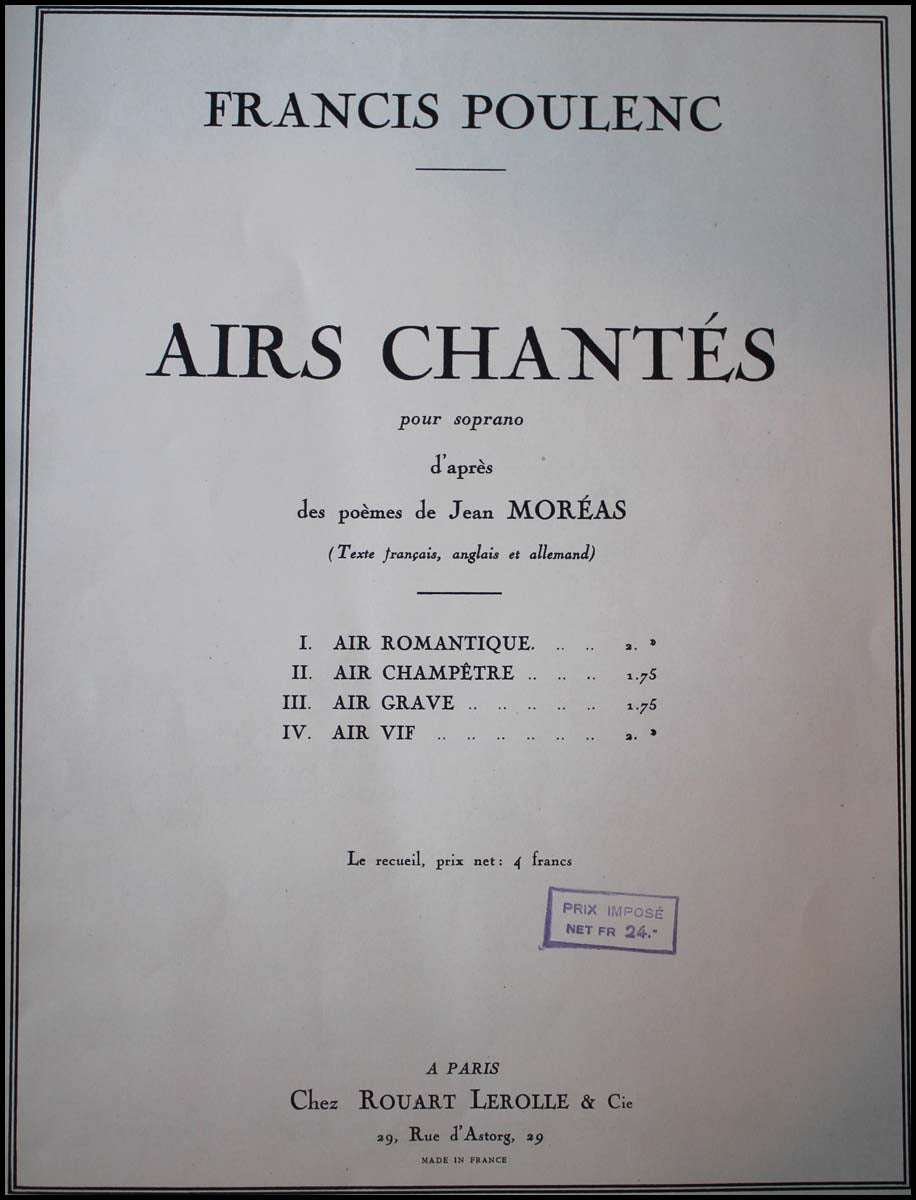 FRANCIS POULENC
AIRS CHANTÉS
pour soprano
d'après
des poèmes de Jean MORÉAS
(Texte français, anglais et allemand)
I. AIR ROMANTIQUE. .. .. 2. »
II. AIR CHAMPÊTRE .. .. .. 1.75
III. AIR GRAVE .. .. .. .. .. 1.75
IV. AIR VIF .. .. .. .. .. .. 2. »
Le recueil, prix net: 4 francs
PRIX IMPOSÉ
NET FR 24.-
A PARIS
Chez ROUART LEROLLE & Cie
29, Rue d'Astorg, 29
MADE IN FRANCE